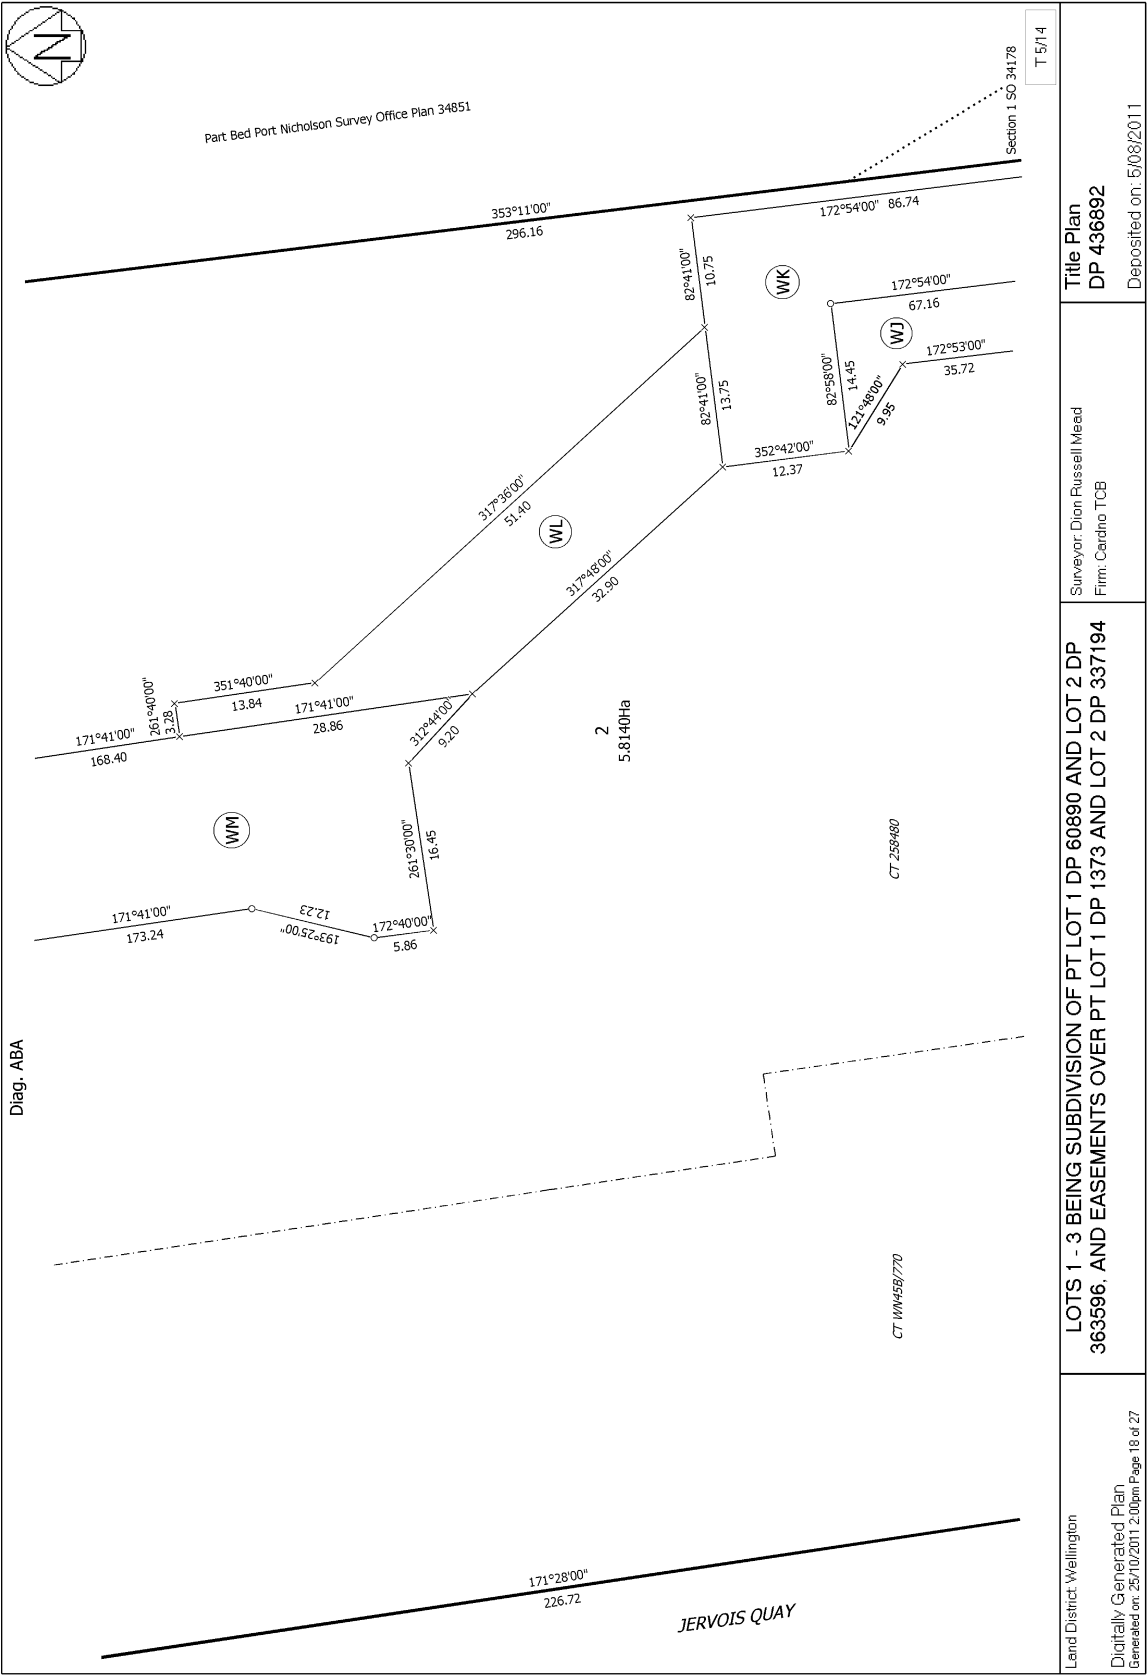 N
Diag. ABA
Part Bed Port Nicholson Survey Office Plan 34851
Section 1 SO 34178
T 5/14
353°11'00"
296.16
172°54'00" 86.74
82°41'00"
10.75
WK
172°54'00"
67.16
WJ
82°58'00"
14.45
172°53'00"
35.72
121°48'00"
9.95
82°41'00"
13.75
352°42'00"
12.37
317°36'00"
51.40
WL
317°48'00"
32.90
351°40'00"
13.84
261°40'00"
3.28
171°41'00"
28.86
171°41'00"
168.40
312°44'00"
9.20
2
5.8140Ha
WM
261°30'00"
16.45
171°41'00"
173.24
12.23
193°25'00"
172°40'00"
5.86
CT 258480
CT WN45B/770
171°28'00"
226.72
JERVOIS QUAY
Land District: Wellington
Digitally Generated Plan
Generated on: 25/10/2011 2:00pm Page 18 of 27
LOTS 1 - 3 BEING SUBDIVISION OF PT LOT 1 DP 60890 AND LOT 2 DP
363596, AND EASEMENTS OVER PT LOT 1 DP 1373 AND LOT 2 DP 337194
Surveyor: Dion Russell Mead
Firm: Cardno TCB
Title Plan
DP 436892
Deposited on: 5/08/2011